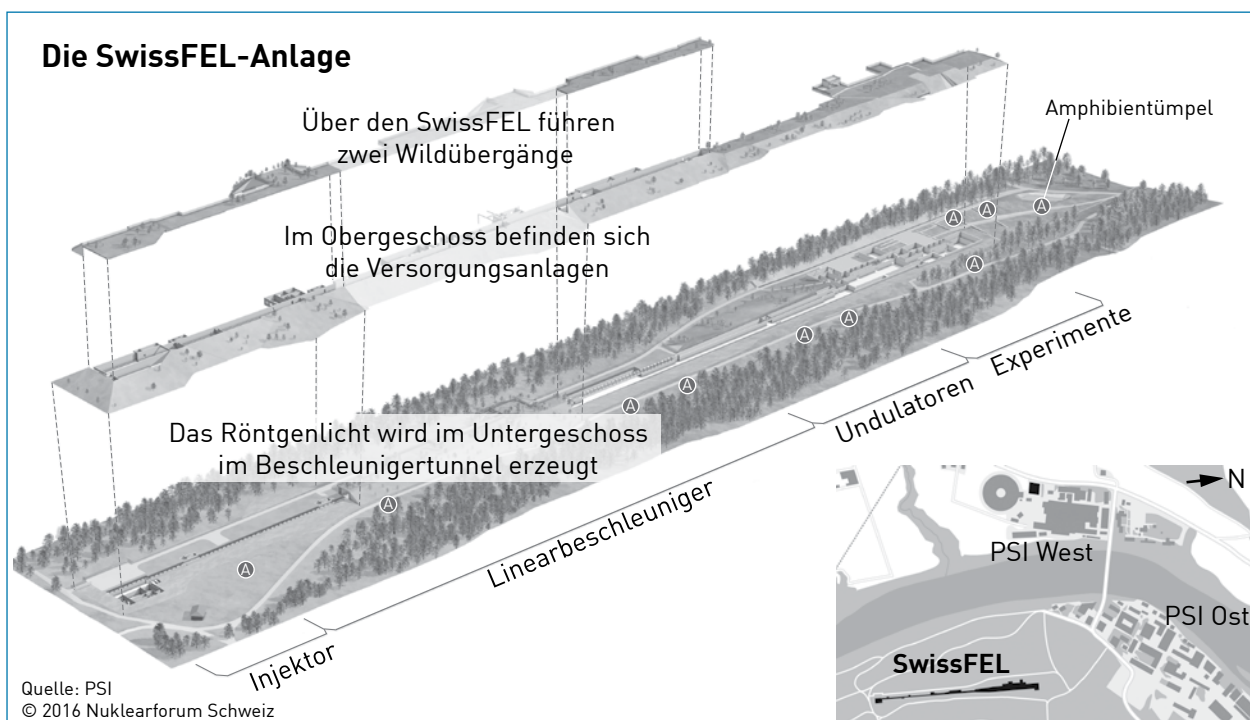 Die SwissFEL-Anlage
Über den SwissFEL führen
zwei Wildübergänge
Amphibientümpel
Im Obergeschoss befinden sich
die Versorgungsanlagen
Das Röntgenlicht wird im Untergeschoss
im Beschleunigertunnel erzeugt
A
A
A
A
A
A
A
A
A
A
Injektor
Linearbeschleuniger
Undulatoren
Experimente
N
PSI West
PSI Ost
SwissFEL
Quelle: PSI
© 2016 Nuklearforum Schweiz